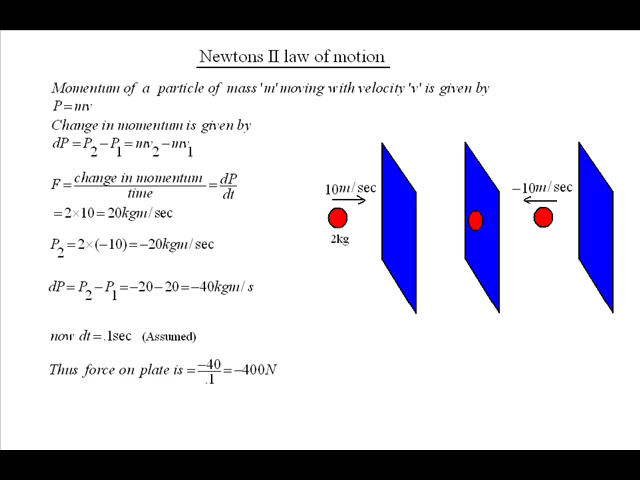 Newtons II law of motion
Momentum of a particle of mass 'm' moving with velocity 'v' is given by
P = mv
Change in momentum is given by
dP = P2 − P1 = mv2 − mv1
F = change in momentum / time = dP / dt
= 2×10 = 20kgm/sec
P2 = 2×(−10) = −20kgm/sec
dP = P2 − P1 = −20−20 = −40kgm/s
now dt = .1sec (Assumed)
Thus force on plate is = −40 / .1 = −400N
10m/sec
2kg
−10m/sec